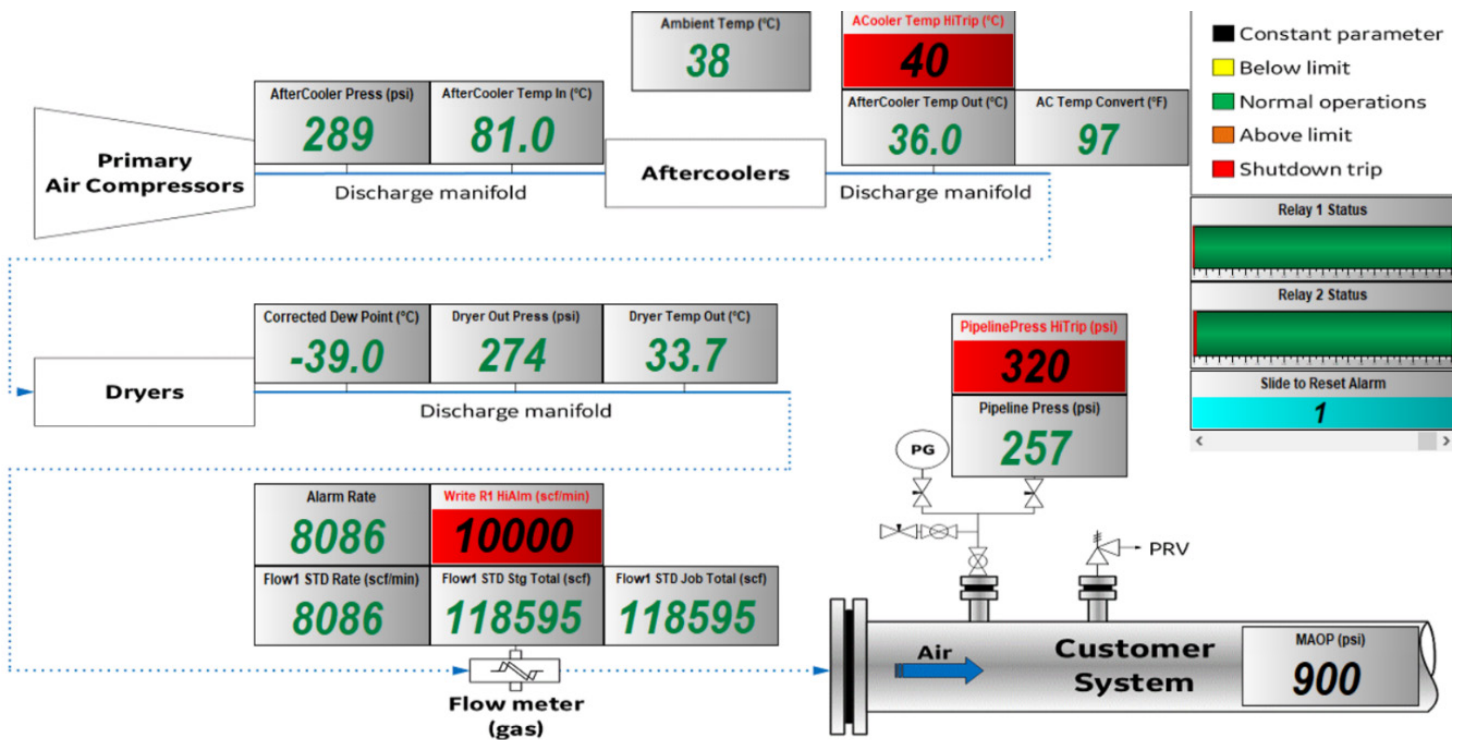 Ambient Temp (°C)
38
ACooler Temp HiTrip (°C)
40
Constant parameter
Below limit
Normal operations
Above limit
Shutdown trip
AfterCooler Press (psi)
289
AfterCooler Temp In (°C)
81.0
AfterCooler Temp Out (°C)
36.0
AC Temp Convert (°F)
97
Primary
Air Compressors
Discharge manifold
Aftercoolers
Discharge manifold
Relay 1 Status
Relay 2 Status
Slide to Reset Alarm
1
Corrected Dew Point (°C)
-39.0
Dryer Out Press (psi)
274
Dryer Temp Out (°C)
33.7
Dryers
Discharge manifold
PipelinePress HiTrip (psi)
320
Pipeline Press (psi)
257
PG
PRV
Alarm Rate
8086
Write R1 HiAlm (scf/min)
10000
Flow1 STD Rate (scf/min)
8086
Flow1 STD Stg Total (scf)
118595
Flow1 STD Job Total (scf)
118595
Flow meter
(gas)
Air
Customer
System
MAOP (psi)
900